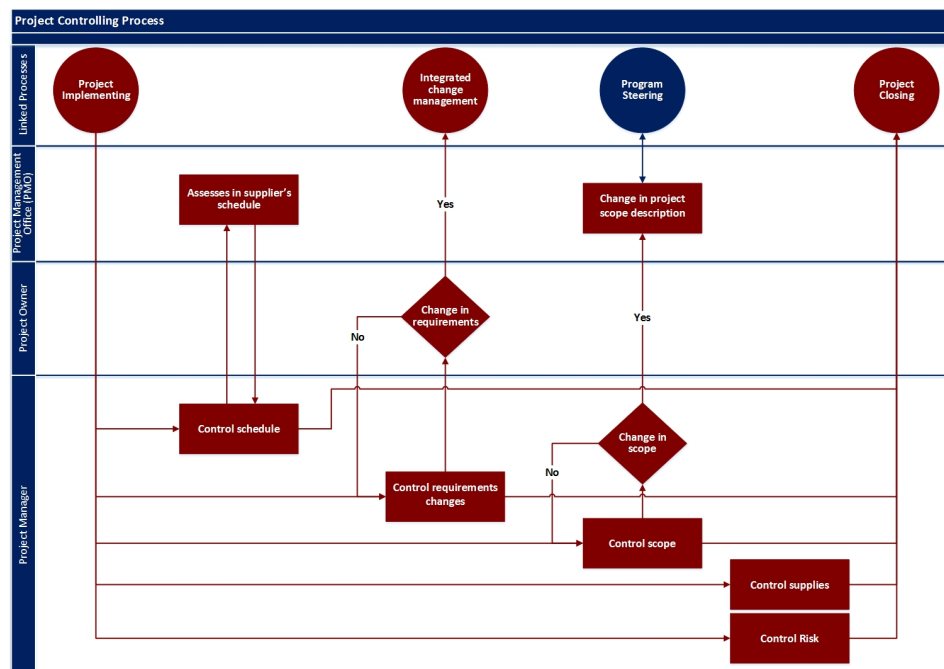 Project Controlling Process
Linked Processes
Project
Implementing
Integrated
change
management
Program
Steering
Project
Closing
Project Management
Office (PMO)
Assesses in supplier's
schedule
Yes
Change in project
scope description
Project Owner
Change in
requirements
No
Yes
Project Manager
Control schedule
Change in
scope
No
Control requirements
changes
Control scope
Control supplies
Control Risk